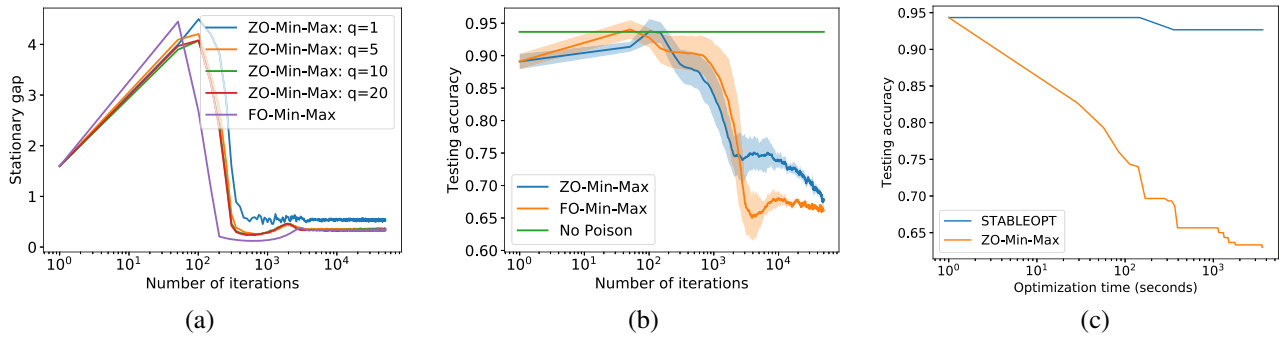 Stationary gap
4
3
2
1
0
10^0
10^1
10^2
10^3
10^4
Number of iterations
ZO-Min-Max: q=1
ZO-Min-Max: q=5
ZO-Min-Max: q=10
ZO-Min-Max: q=20
FO-Min-Max
(a)
Testing accuracy
0.95
0.90
0.85
0.80
0.75
0.70
0.65
0.60
ZO-Min-Max
FO-Min-Max
No Poison
10^0
10^1
10^2
10^3
10^4
Number of iterations
(b)
Testing accuracy
0.95
0.90
0.85
0.80
0.75
0.70
0.65
STABLEOPT
ZO-Min-Max
10^0
10^1
10^2
10^3
Optimization time (seconds)
(c)